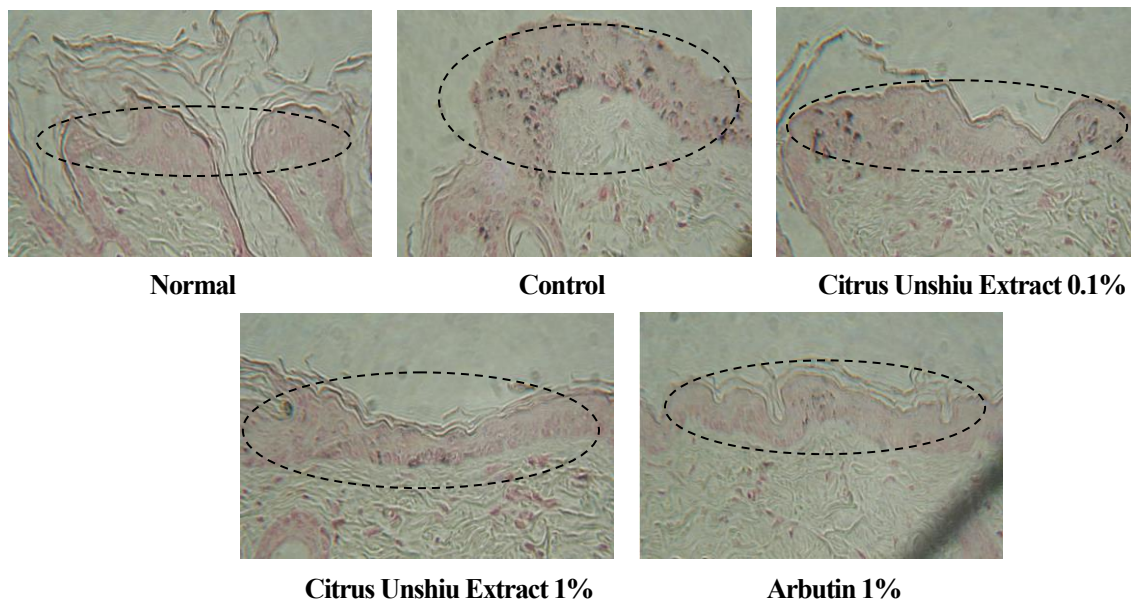 Normal
Control
Citrus Unshiu Extract 0.1%
Citrus Unshiu Extract 1%
Arbutin 1%